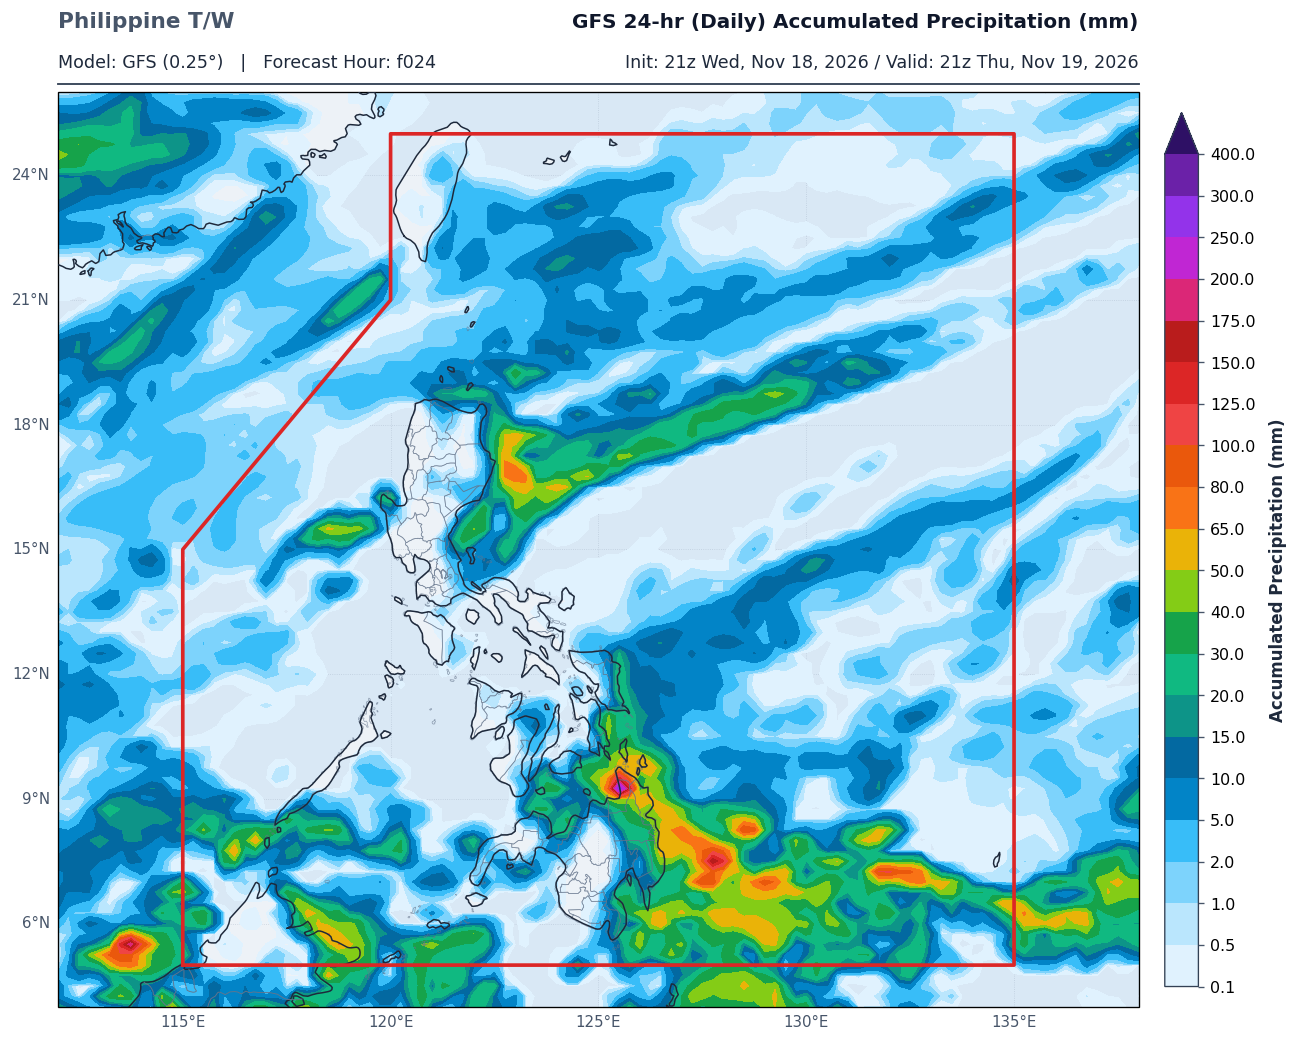 Philippine T/W
GFS 24-hr (Daily) Accumulated Precipitation (mm)
Model: GFS (0.25°)   |   Forecast Hour: f024
Init: 21z Wed, Nov 18, 2026 / Valid: 21z Thu, Nov 19, 2026
24°N
21°N
18°N
15°N
12°N
9°N
6°N
115°E
120°E
125°E
130°E
135°E
400.0
300.0
250.0
200.0
175.0
150.0
125.0
100.0
80.0
65.0
50.0
40.0
30.0
20.0
15.0
10.0
5.0
2.0
1.0
0.5
0.1
Accumulated Precipitation (mm)